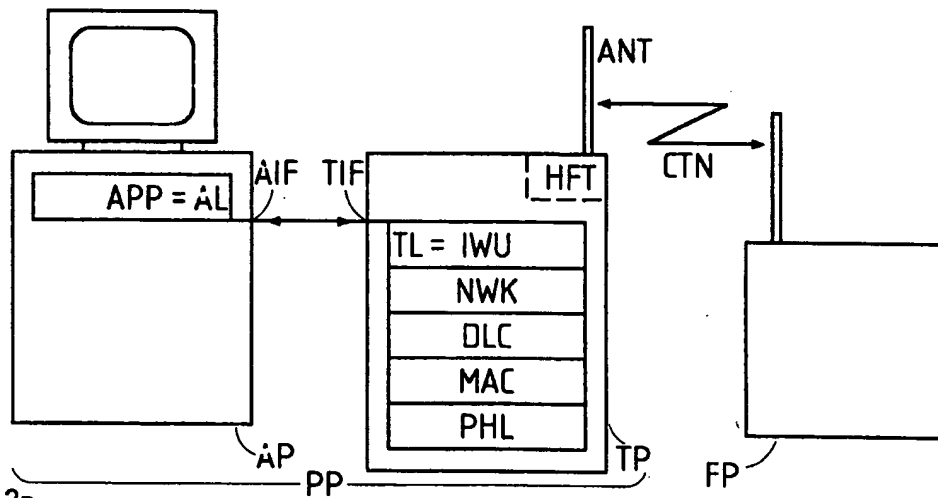 ANT
HFT
CTN
AIF TIF
APP = AL
TL = IWU
NWK
DLC
MAC
PHL
AP
TP
FP
PP